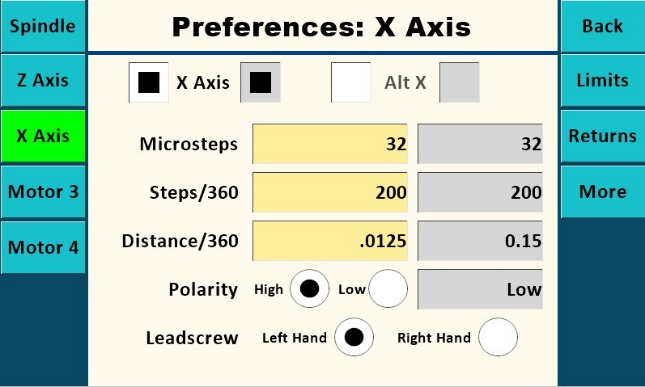 Spindle
Preferences: X Axis
Back
Z Axis
X Axis
Alt X
Limits
X Axis
Microsteps 32 32
Returns
Motor 3
Steps/360 200 200
More
Motor 4
Distance/360 .0125 0.15
Polarity High Low Low
Leadscrew Left Hand Right Hand